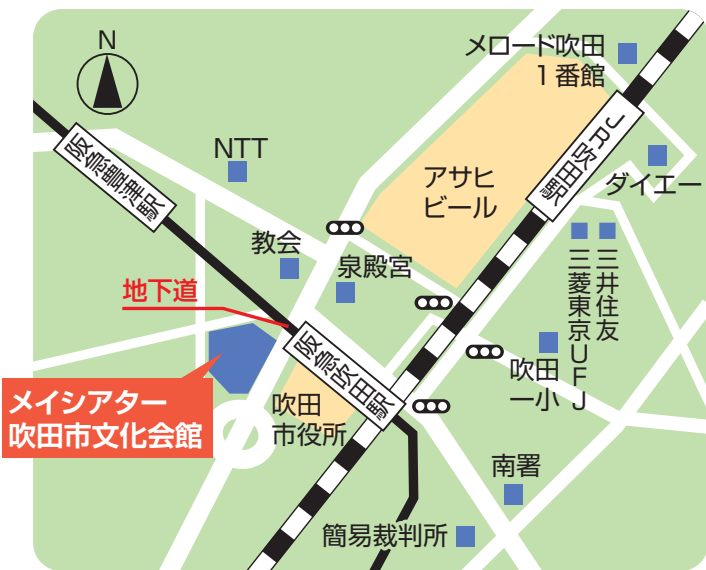 N
メロード吹田
1番館
JR吹田駅
阪急豊津駅
NTT
アサヒ
ビール
ダイエー
教会
泉殿宮
三井住友
三菱東京UFJ
地下道
阪急吹田駅
吹田
一小
メイシアター
吹田市文化会館
吹田
市役所
南署
簡易裁判所